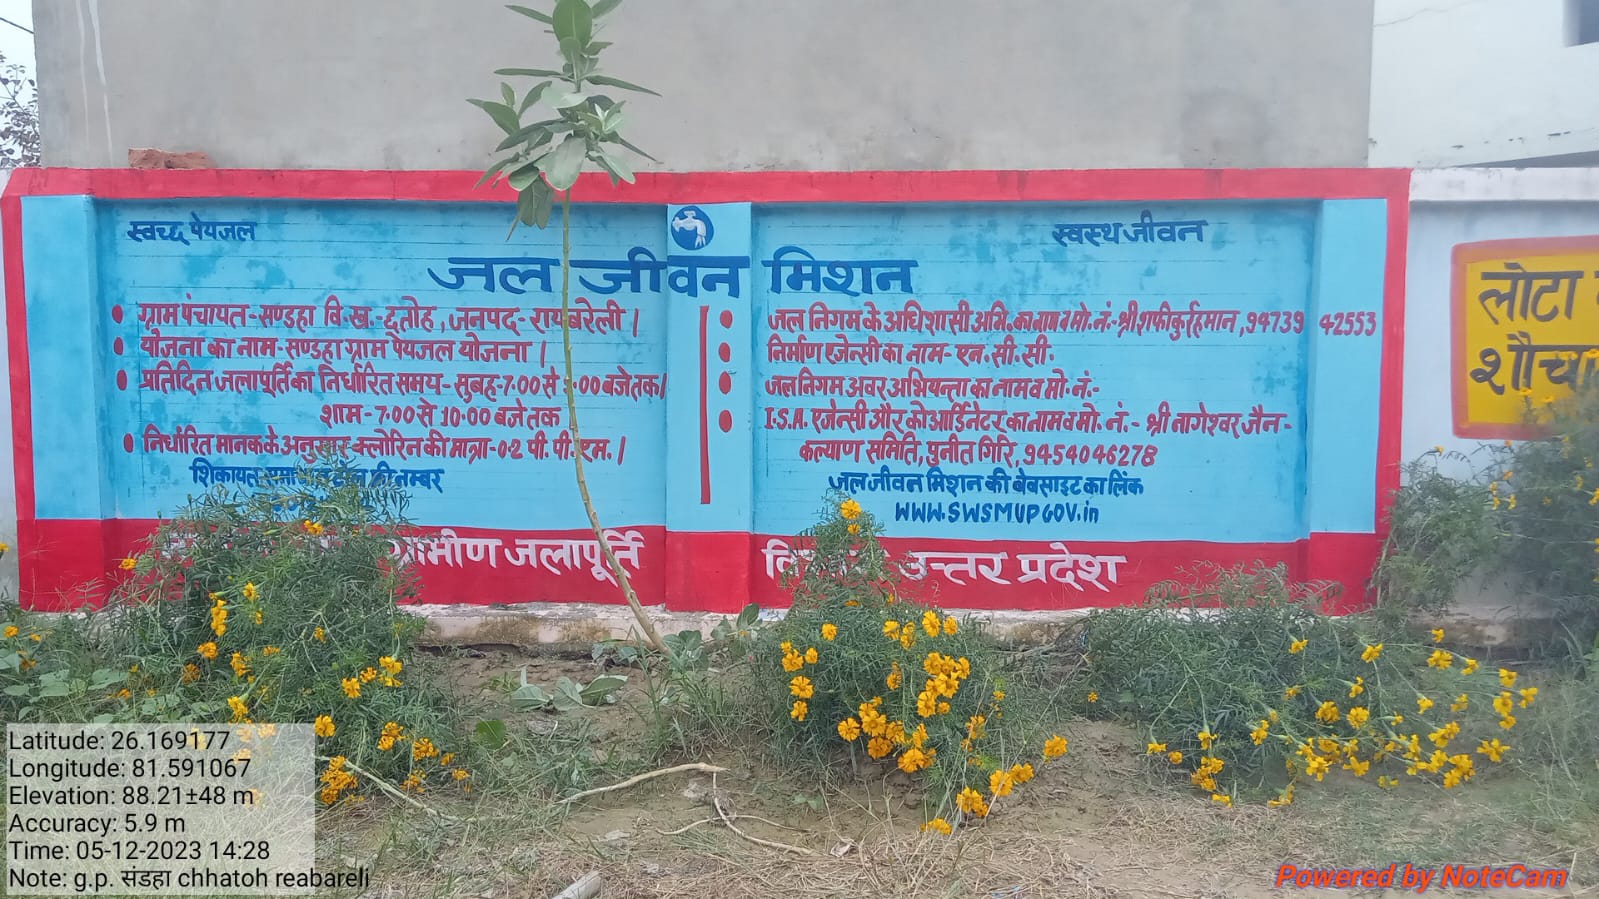 स्वच्छ पेयजल
स्वस्थ जीवन
जल जीवन मिशन
ग्राम पंचायत-सण्डहा वि.ख.-छतोह, जनपद-रायबरेली।
योजना का नाम-सण्डहा ग्राम पेयजल योजना।
प्रतिदिन जलापूर्ति का निर्धारित समय-सुबह-7:00 से :00 बजे तक।
शाम-7:00 से 10:00 बजे तक
निर्धारित मानक के अनुसार क्लोरिन की मात्रा-0.2 पी. पी. एम.।
शिकायत नम्बर
जल निगम के अधिशासी अभि. का नाम व मो. नं.-श्री शफीकुर्रहमान, 94739 42553
निर्माण एजेन्सी का नाम-एन. सी. सी.
जल निगम अवर अभियन्ता का नाम व मो. नं.-
I.S.A. एजेन्सी और कोआर्डिनेटर का नाम व मो. नं.- श्री नागेश्वर जैन-
कल्याण समिति, पुनीत गिरि, 9454046278
जल जीवन मिशन की बेबसाइट का लिंक
WWW.SWSMUPGOV.in
ग्रामीण जलापूर्ति
उत्तर प्रदेश
लोटा
शौचा
Latitude: 26.169177
Longitude: 81.591067
Elevation: 88.21±48 m
Accuracy: 5.9 m
Time: 05-12-2023 14:28
Note: g.p. संडहा chhatoh reabareli
Powered by NoteCam